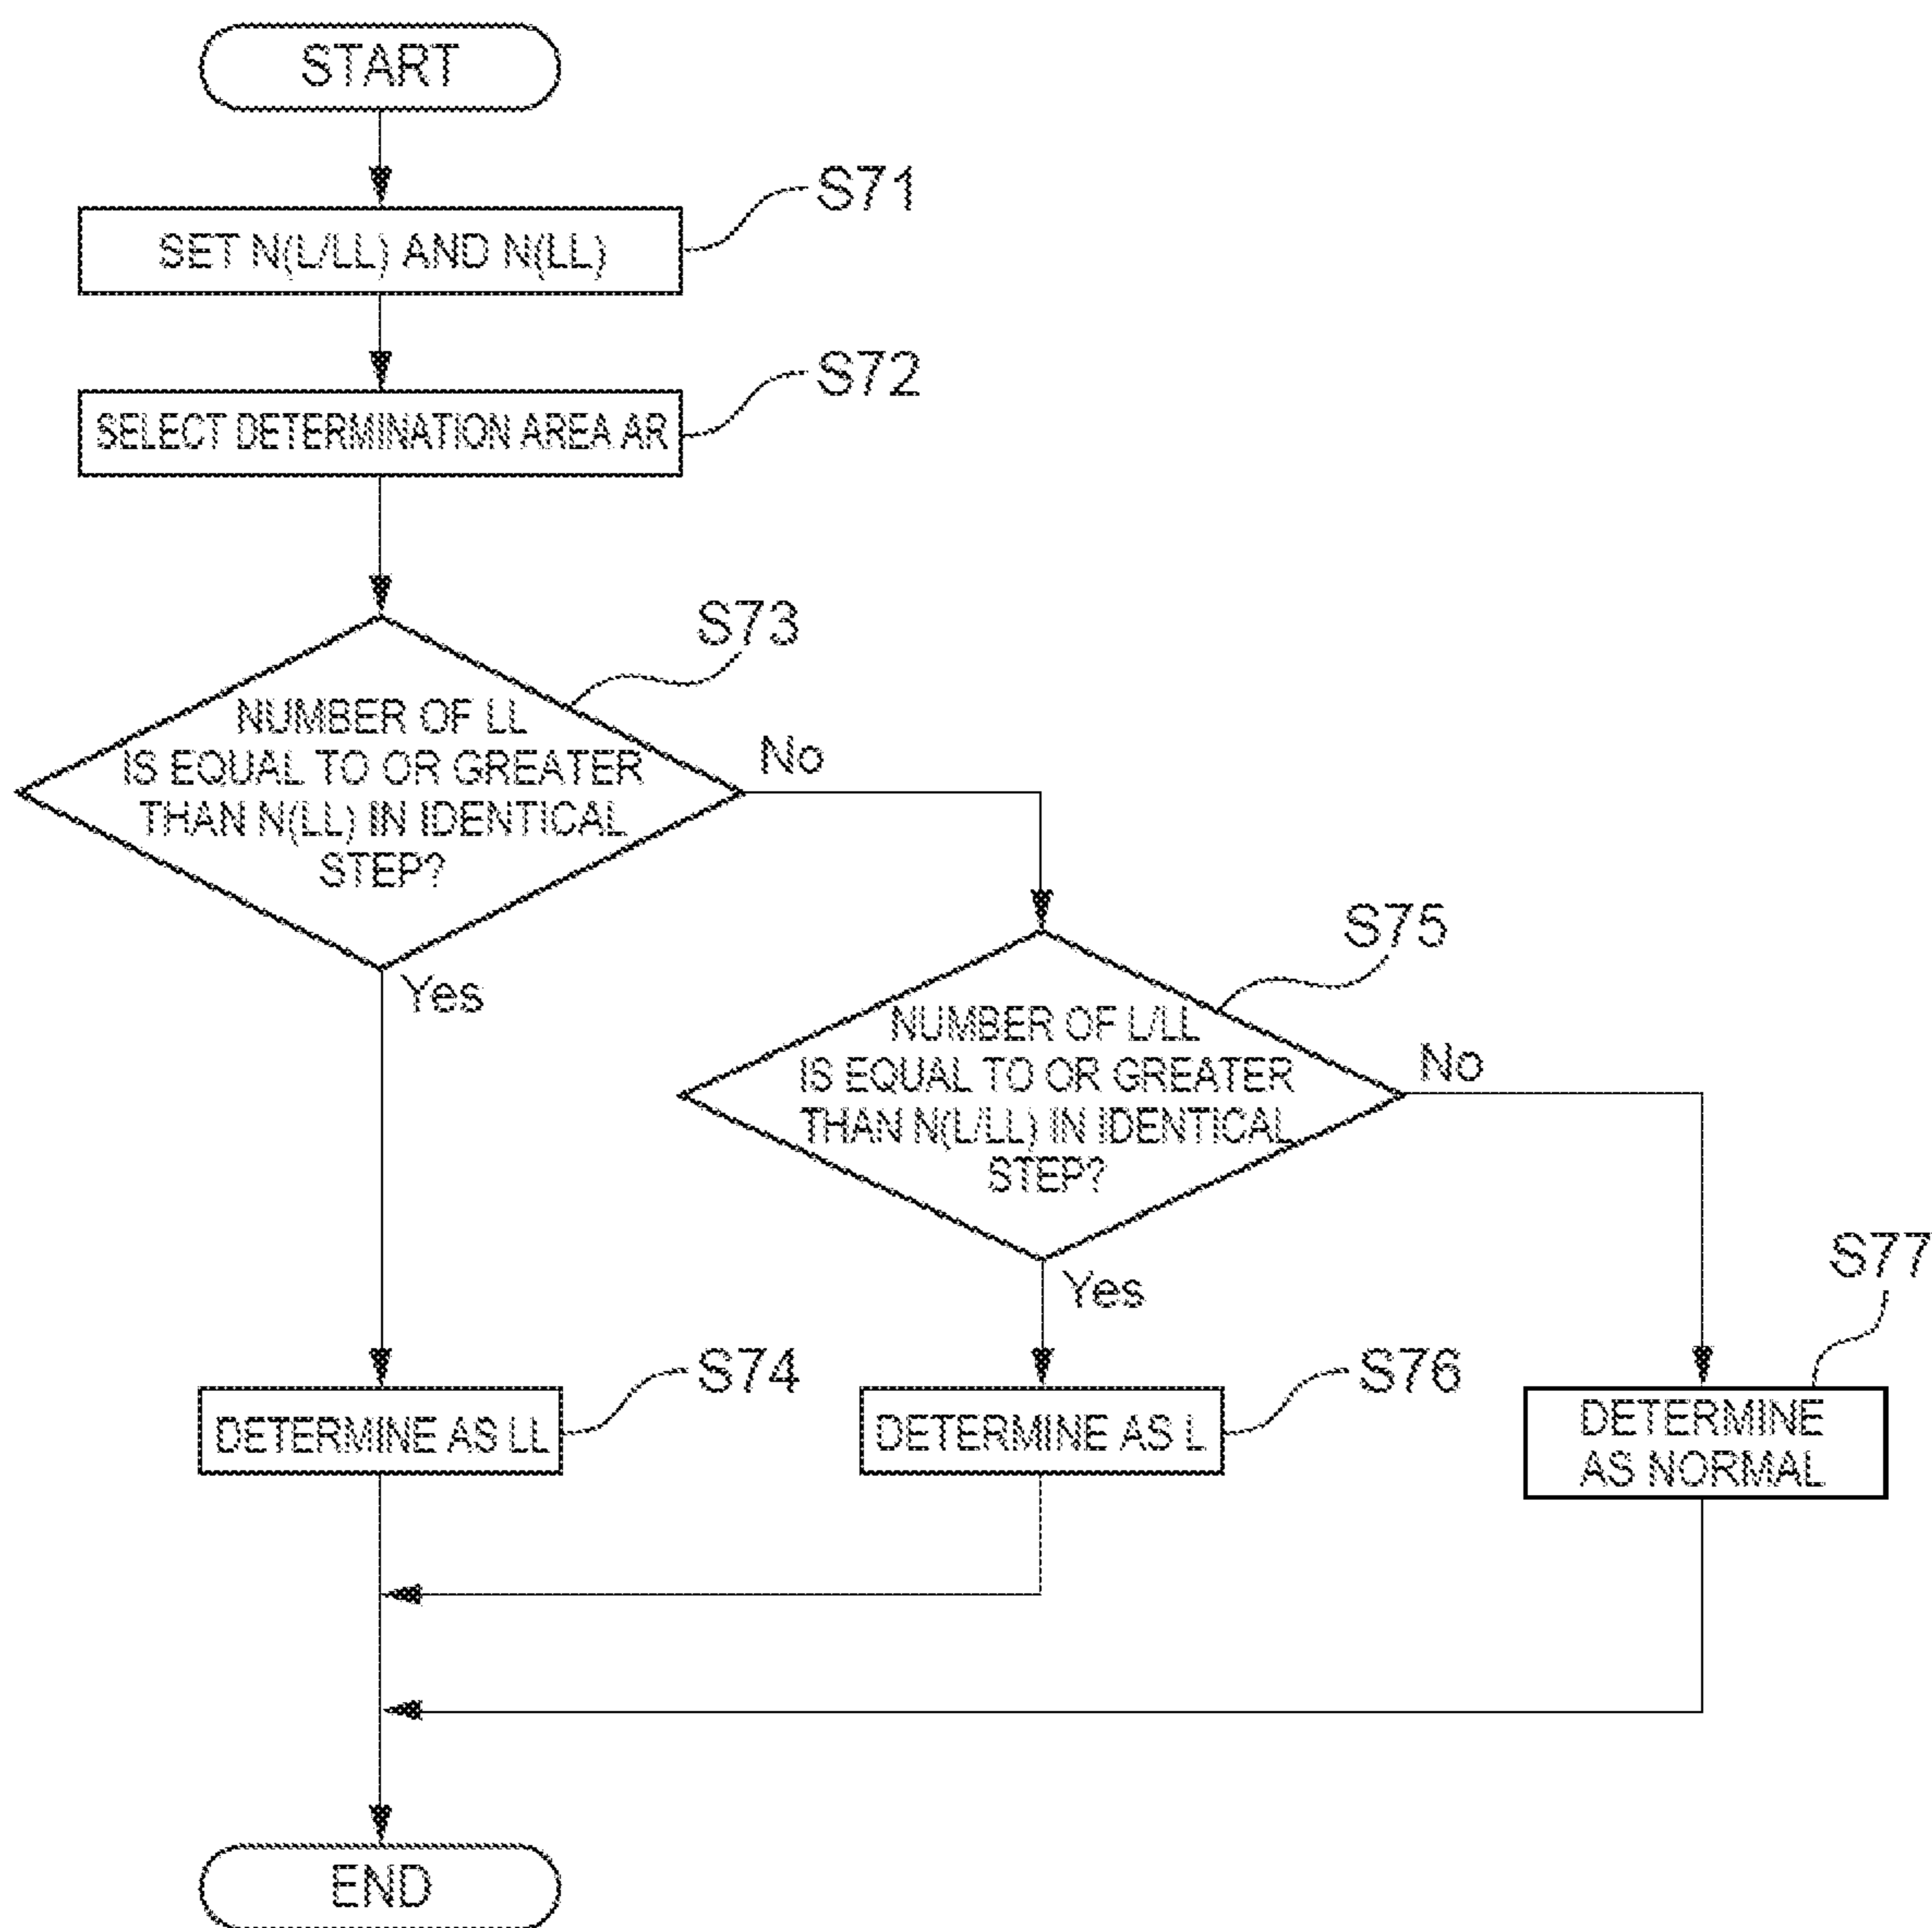 START
S71
SET N(L/LL) AND N(LL)
S72
SELECT DETERMINATION AREA AR
S73
NUMBER OF LL
IS EQUAL TO OR GREATER
THAN N(LL) IN IDENTICAL
STEP?
No
Yes
S75
NUMBER OF L/LL
IS EQUAL TO OR GREATER
THAN N(L/LL) IN IDENTICAL
STEP?
No
Yes
S77
S74
DETERMINE AS LL
S76
DETERMINE AS L
DETERMINE
AS NORMAL
END